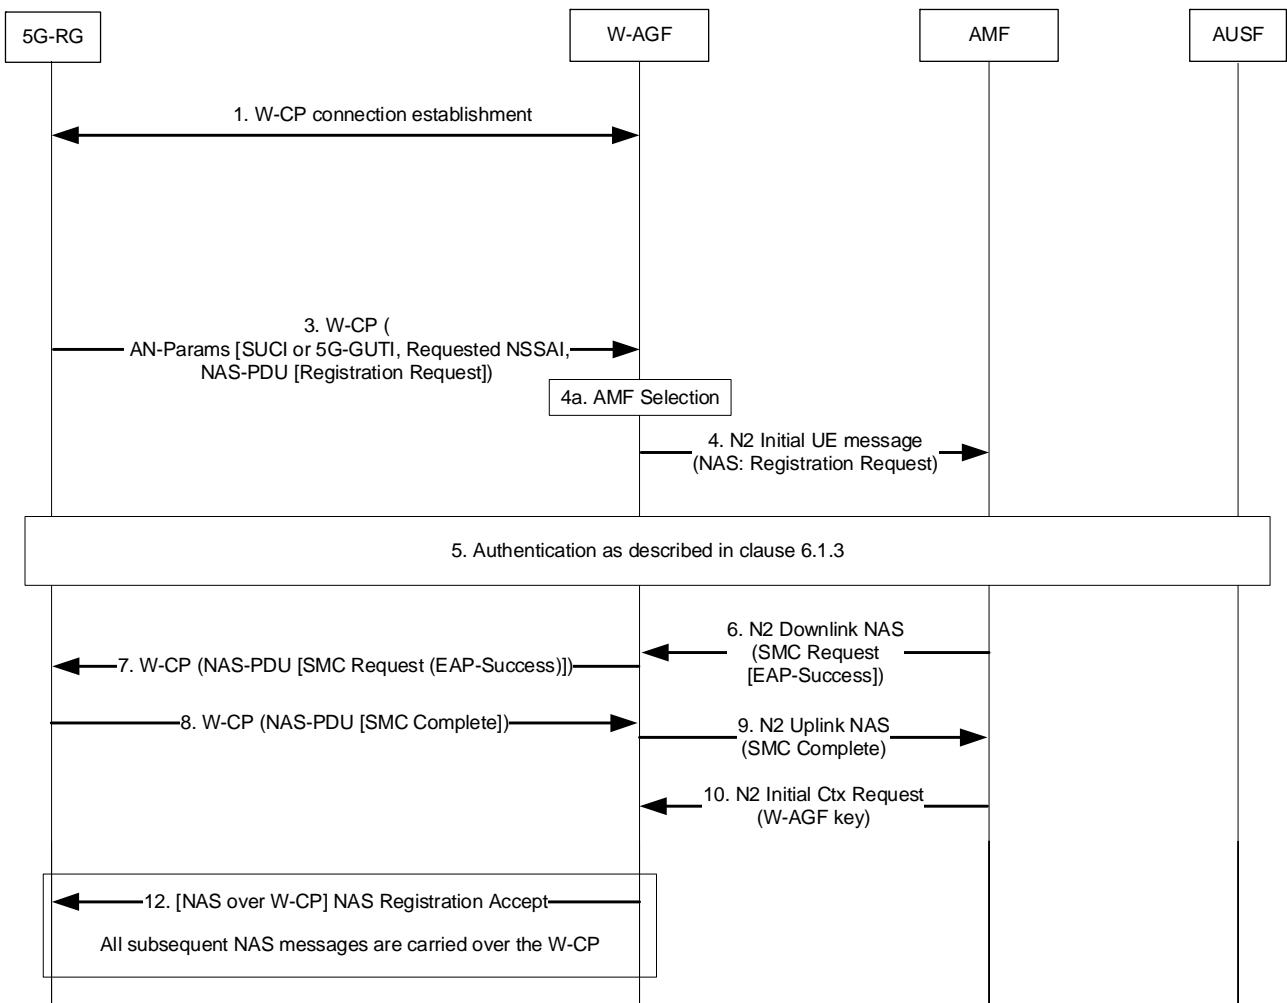 5G-RG
W-AGF
AMF
AUSF
1. W-CP connection establishment
3. W-CP (
AN-Params [SUCI or 5G-GUTI, Requested NSSAI,
NAS-PDU [Registration Request])
4a. AMF Selection
4. N2 Initial UE message
(NAS: Registration Request)
5. Authentication as described in clause 6.1.3
6. N2 Downlink NAS
(SMC Request
[EAP-Success])
7. W-CP (NAS-PDU [SMC Request (EAP-Success)])
8. W-CP (NAS-PDU [SMC Complete])
9. N2 Uplink NAS
(SMC Complete)
10. N2 Initial Ctx Request
(W-AGF key)
12. [NAS over W-CP] NAS Registration Accept
All subsequent NAS messages are carried over the W-CP